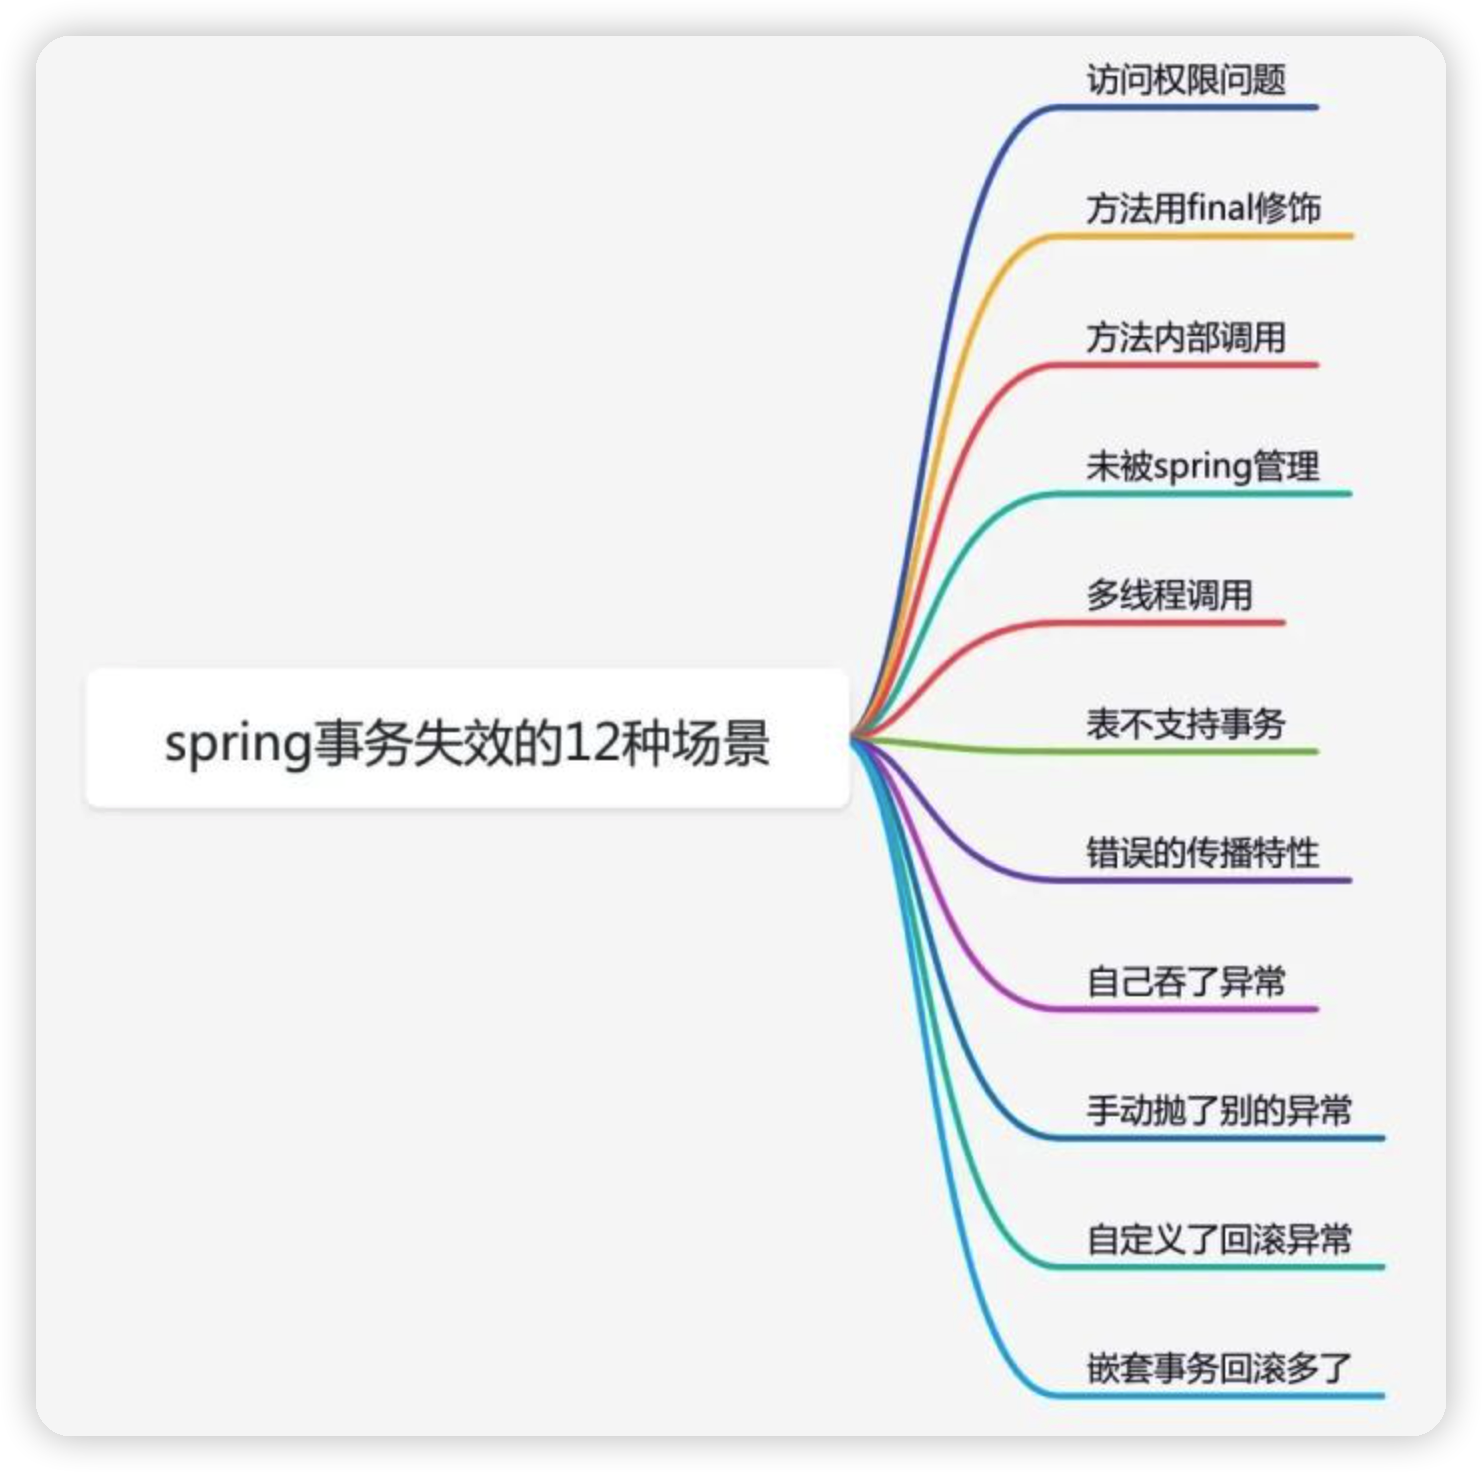 spring事务失效的12种场景
访问权限问题
方法用final修饰
方法内部调用
未被spring管理
多线程调用
表不支持事务
错误的传播特性
自己吞了异常
手动抛了别的异常
自定义了回滚异常
嵌套事务回滚多了